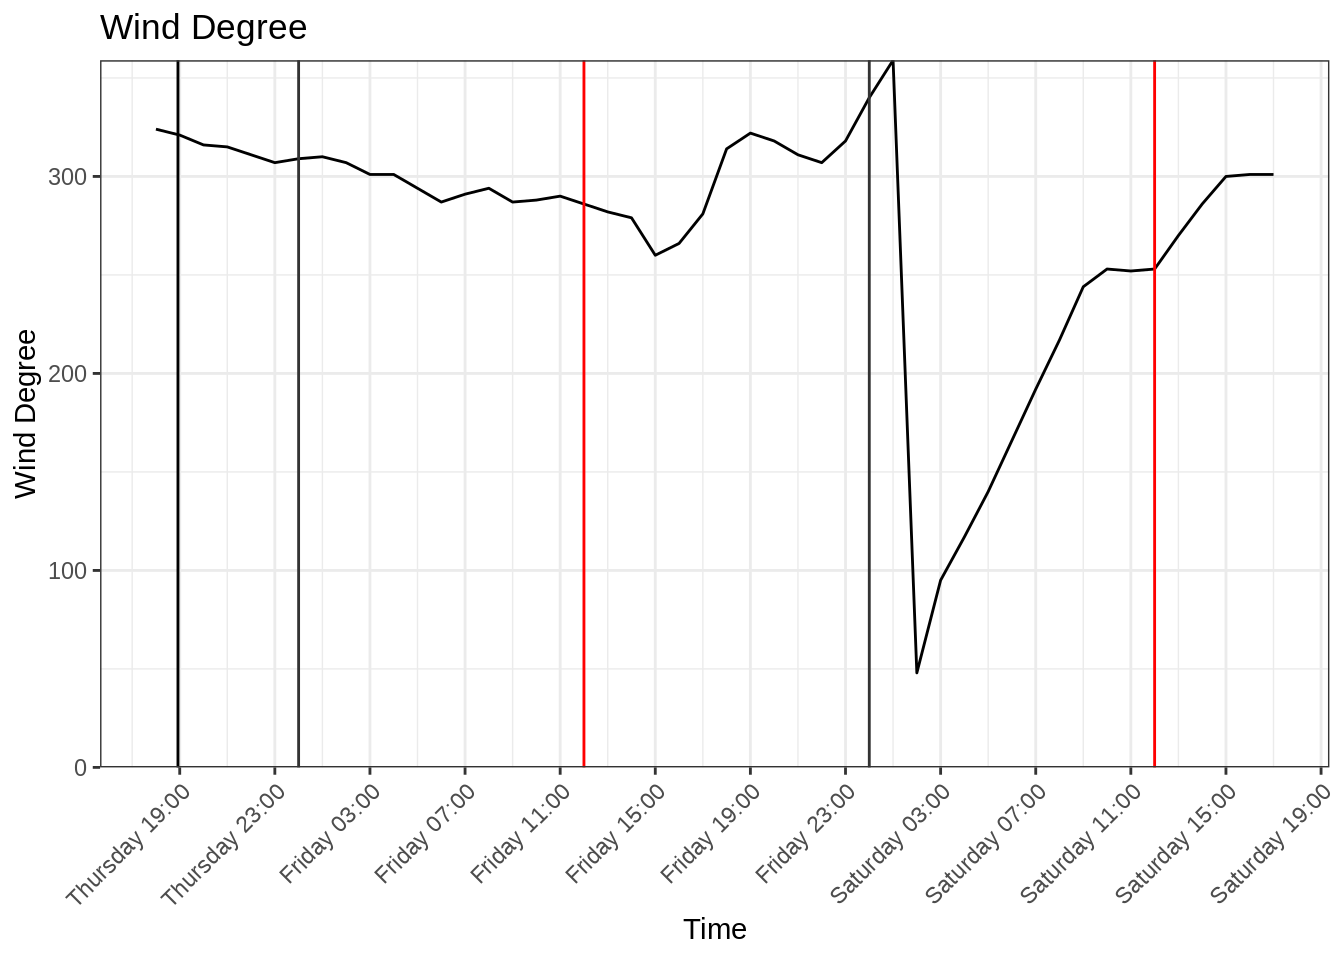 Wind Degree
Wind Degree
300
200
100
0
Thursday 19:00
Thursday 23:00
Friday 03:00
Friday 07:00
Friday 11:00
Friday 15:00
Friday 19:00
Friday 23:00
Saturday 03:00
Saturday 07:00
Saturday 11:00
Saturday 15:00
Saturday 19:00
Time